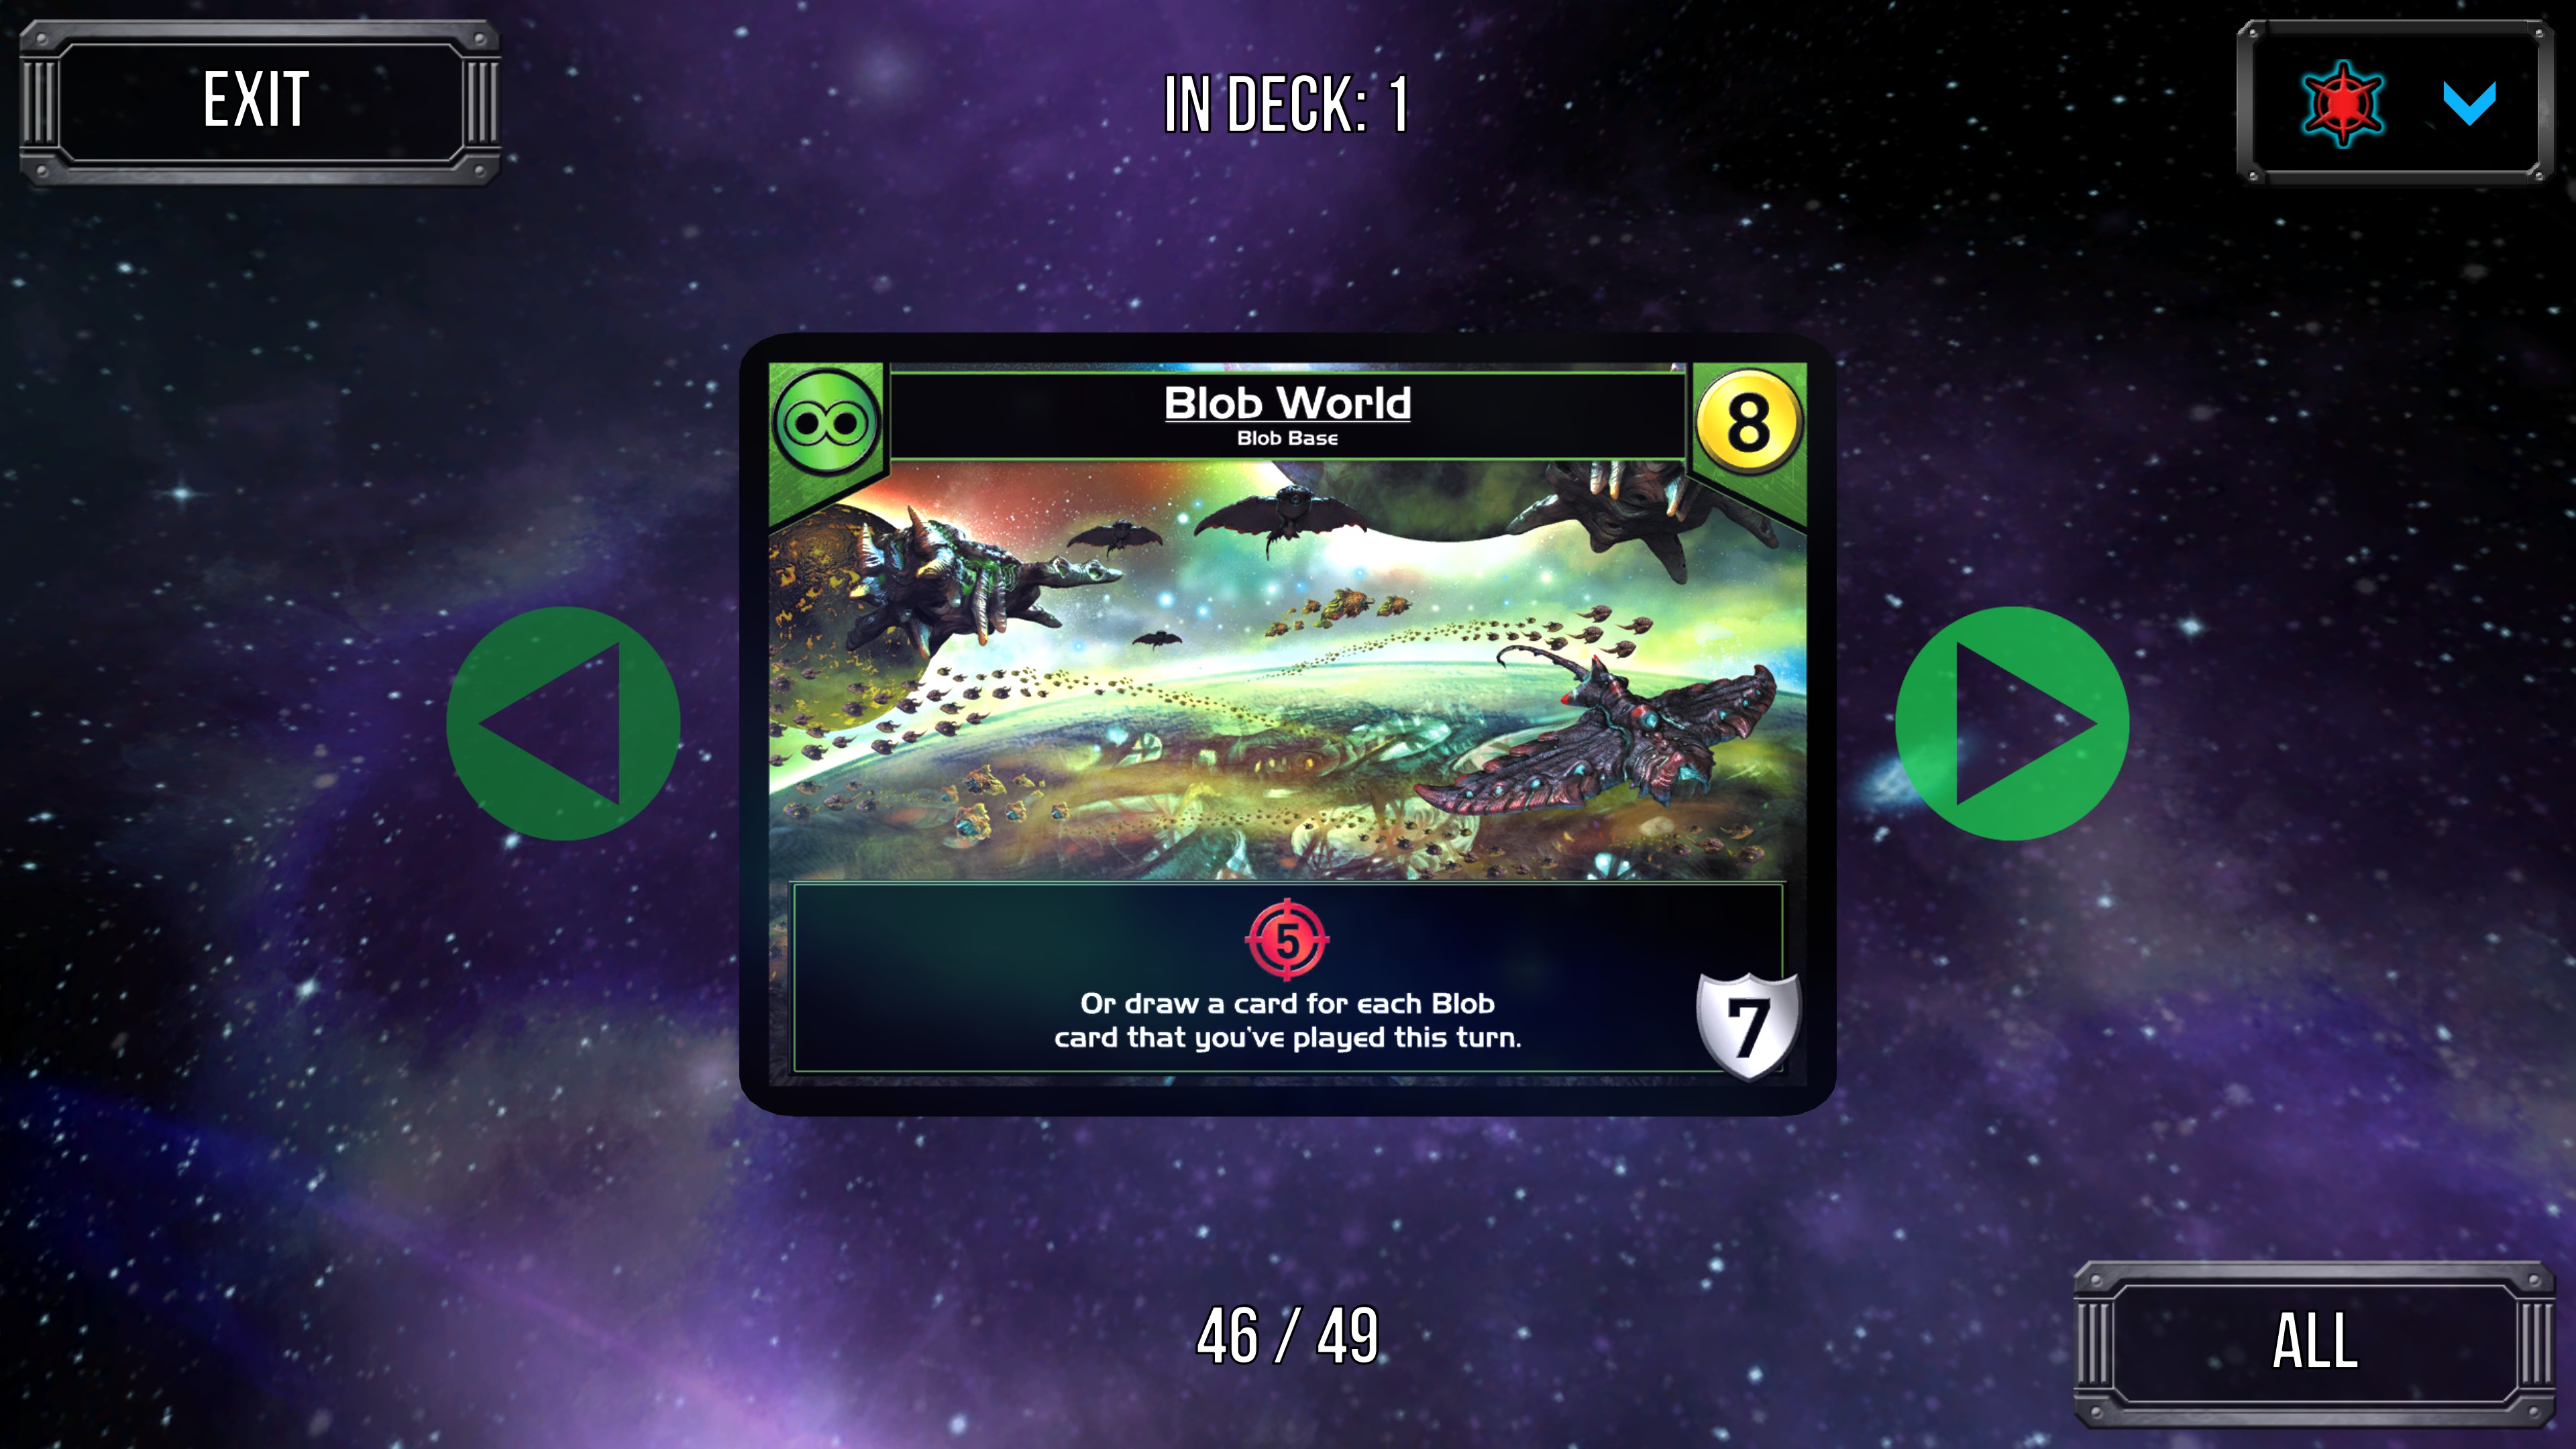 EXIT
IN DECK: 1
Blob World
8
Blob Base
5
Or draw a card for each Blob
card that you've played this turn.
7
46 / 49
ALL